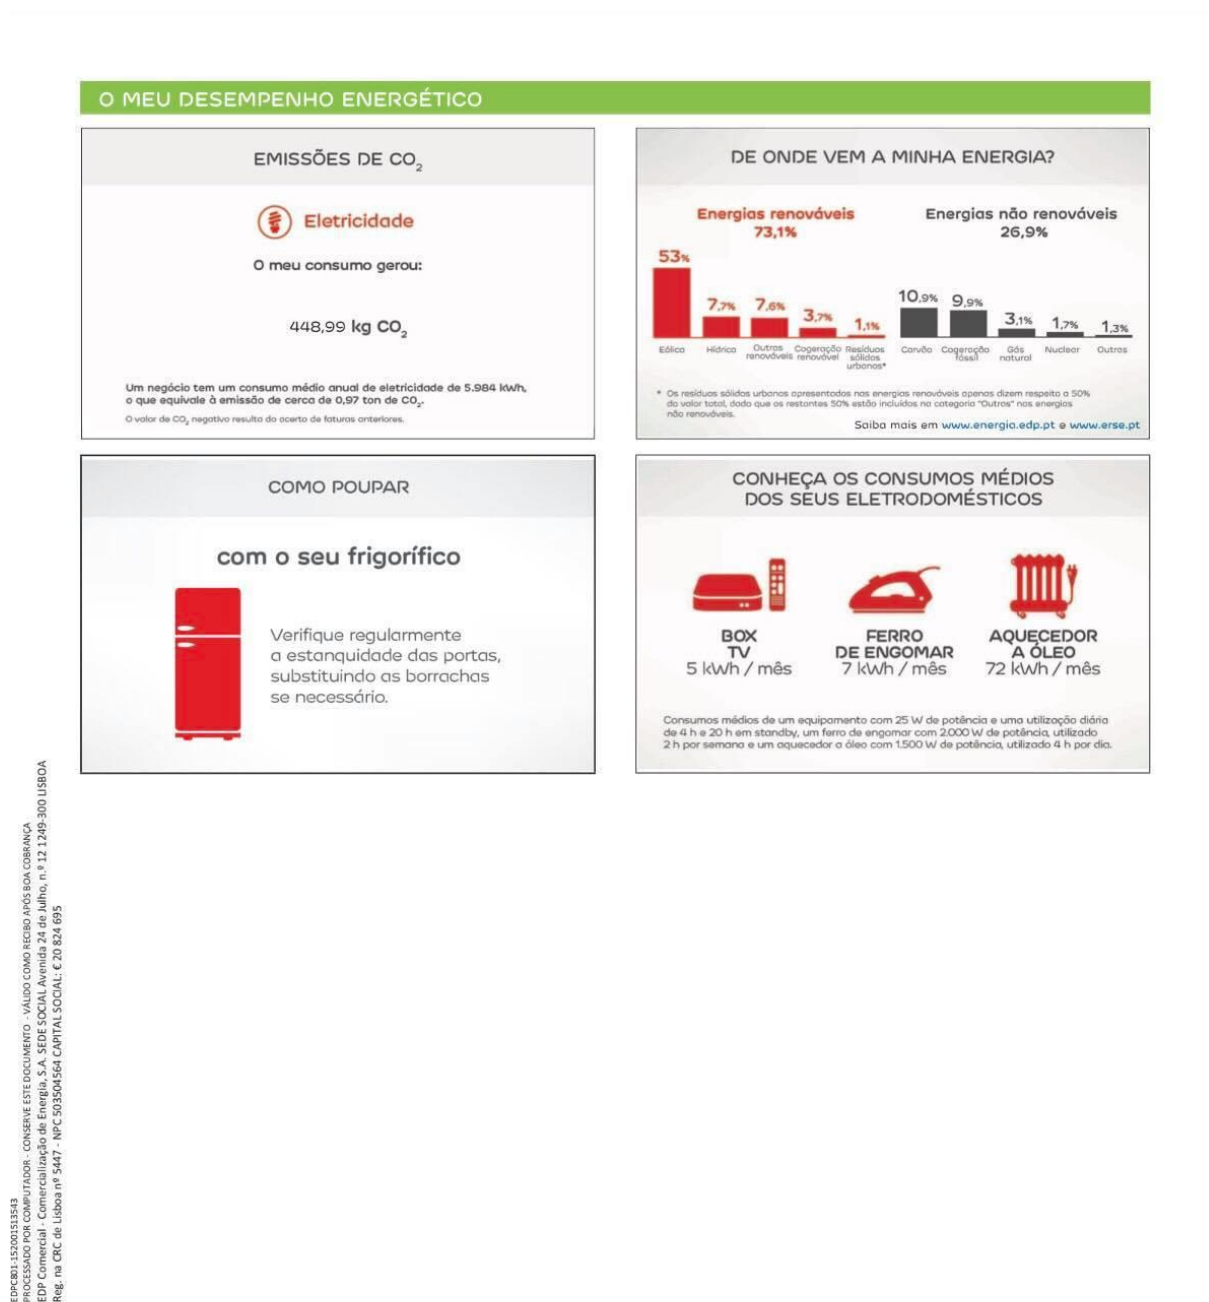 O MEU DESEMPENHO ENERGÉTICO
EMISSÕES DE CO₂
Eletricidade
O meu consumo gerou:
448,99 kg CO₂
Um negócio tem um consumo médio anual de eletricidade de 5.984 kWh,
o que equivale à emissão de cerca de 0,97 ton de CO₂.
O valor de CO₂ negativo resulta do acerto de faturas anteriores.
DE ONDE VEM A MINHA ENERGIA?
Energias renováveis
73,1%
Energias não renováveis
26,9%
53%
7,7%
7,6%
3,7%
1,1%
10,9%
9,9%
3,1%
1,7%
1,3%
Eólica
Hídrica
Outras
renováveis
Cogeração
renovável
Resíduos
sólidos
urbanos*
Carvão
Cogeração
fóssil
Gás
natural
Nuclear
Outras
* Os resíduos sólidos urbanos apresentados nas energias renováveis apenas dizem respeito a 50%
do valor total, dado que os restantes 50% estão incluídos na categoria "Outros" nas energias
não renováveis.
Saiba mais em www.energia.edp.pt e www.erse.pt
COMO POUPAR
com o seu frigorífico
Verifique regularmente
a estanquidade das portas,
substituindo as borrachas
se necessário.
CONHEÇA OS CONSUMOS MÉDIOS
DOS SEUS ELETRODOMÉSTICOS
BOX
TV
5 kWh / mês
FERRO
DE ENGOMAR
7 kWh / mês
AQUECEDOR
A ÓLEO
72 kWh / mês
Consumos médios de um equipamento com 25 W de potência e uma utilização diária
de 4 h e 20 h em standby, um ferro de engomar com 2.000 W de potência, utilizado
2 h por semana e um aquecedor a óleo com 1.500 W de potência, utilizado 4 h por dia.
EDPC801-152001513543
PROCESSADO POR COMPUTADOR - CONSERVE ESTE DOCUMENTO - VÁLIDO COMO RECIBO APÓS BOA COBRANÇA
EDP Comercial - Comercialização de Energia, S.A. SEDE SOCIAL Avenida 24 de Julho, n.º 12 1249-300 LISBOA
Reg. na CRC de Lisboa nº 5447 - NPC 503504564 CAPITAL SOCIAL: € 20 824 695